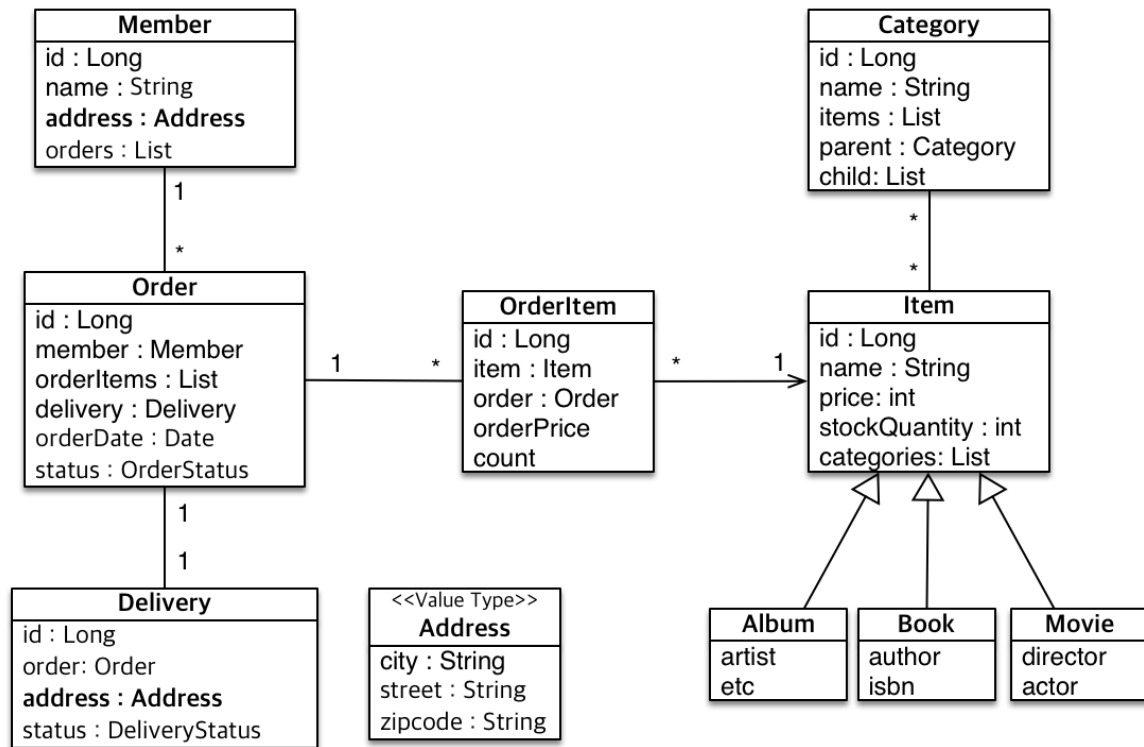 Member
id : Long
name : String
address : Address
orders : List
1
*
Category
id : Long
name : String
items : List
parent : Category
child: List
*
*
Order
id : Long
member : Member
orderItems : List
delivery : Delivery
orderDate : Date
status : OrderStatus
1
*
OrderItem
id : Long
item : Item
order : Order
orderPrice
count
*
1
Item
id : Long
name : String
price: int
stockQuantity : int
categories: List
1
1
Delivery
id : Long
order: Order
address : Address
status : DeliveryStatus
<<Value Type>>
Address
city : String
street : String
zipcode : String
Album
artist
etc
Book
author
isbn
Movie
director
actor